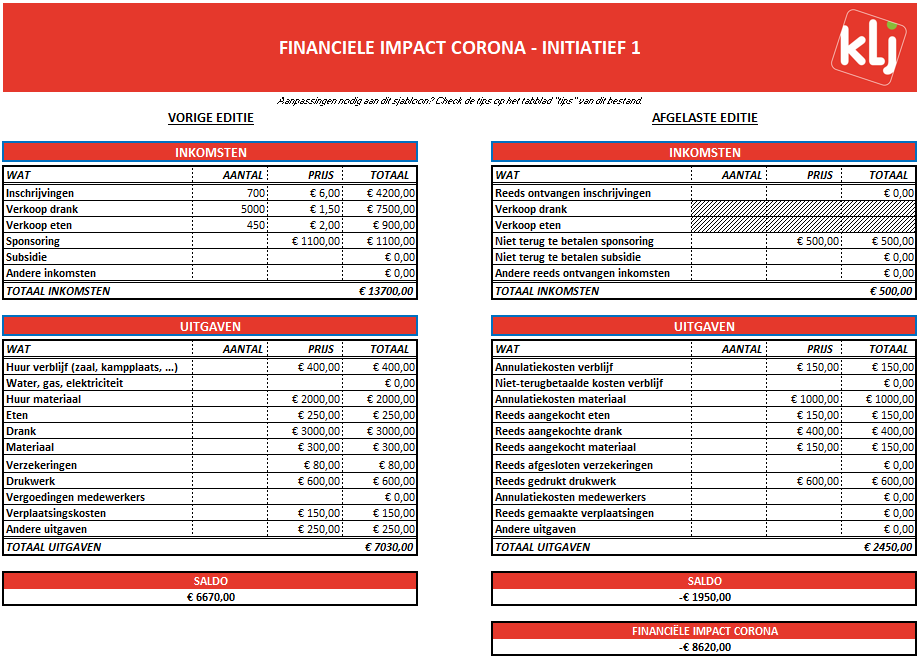 FINANCIELE IMPACT CORONA - INITIATIEF 1
klj
Aanpassingen nodig aan dit sjabloon? Check de tips op het tabblad "tips" van dit bestand.
VORIGE EDITIE
INKOMSTEN
WAT AANTAL PRIJS TOTAAL
Inschrijvingen 700 € 6,00 € 4200,00
Verkoop drank 5000 € 1,50 € 7500,00
Verkoop eten 450 € 2,00 € 900,00
Sponsoring € 1100,00 € 1100,00
Subsidie € 0,00
Andere inkomsten € 0,00
TOTAAL INKOMSTEN € 13700,00
UITGAVEN
WAT AANTAL PRIJS TOTAAL
Huur verblijf (zaal, kampplaats, ...) € 400,00 € 400,00
Water, gas, elektriciteit € 0,00
Huur materiaal € 2000,00 € 2000,00
Eten € 250,00 € 250,00
Drank € 3000,00 € 3000,00
Materiaal € 300,00 € 300,00
Verzekeringen € 80,00 € 80,00
Drukwerk € 600,00 € 600,00
Vergoedingen medewerkers € 0,00
Verplaatsingskosten € 150,00 € 150,00
Andere uitgaven € 250,00 € 250,00
TOTAAL UITGAVEN € 7030,00
SALDO
€ 6670,00
AFGELASTE EDITIE
INKOMSTEN
WAT AANTAL PRIJS TOTAAL
Reeds ontvangen inschrijvingen € 0,00
Verkoop drank
Verkoop eten
Niet terug te betalen sponsoring € 500,00 € 500,00
Niet terug te betalen subsidie € 0,00
Andere reeds ontvangen inkomsten € 0,00
TOTAAL INKOMSTEN € 500,00
UITGAVEN
WAT AANTAL PRIJS TOTAAL
Annulatiekosten verblijf € 150,00 € 150,00
Niet-terugbetaalde kosten verblijf € 0,00
Annulatiekosten materiaal € 1000,00 € 1000,00
Reeds aangekocht eten € 150,00 € 150,00
Reeds aangekochte drank € 400,00 € 400,00
Reeds aangekocht materiaal € 150,00 € 150,00
Reeds afgesloten verzekeringen € 0,00
Reeds gedrukt drukwerk € 600,00 € 600,00
Annulatiekosten medewerkers € 0,00
Reeds gemaakte verplaatsingen € 0,00
Andere uitgaven € 0,00
TOTAAL UITGAVEN € 2450,00
SALDO
-€ 1950,00
FINANCIËLE IMPACT CORONA
-€ 8620,00